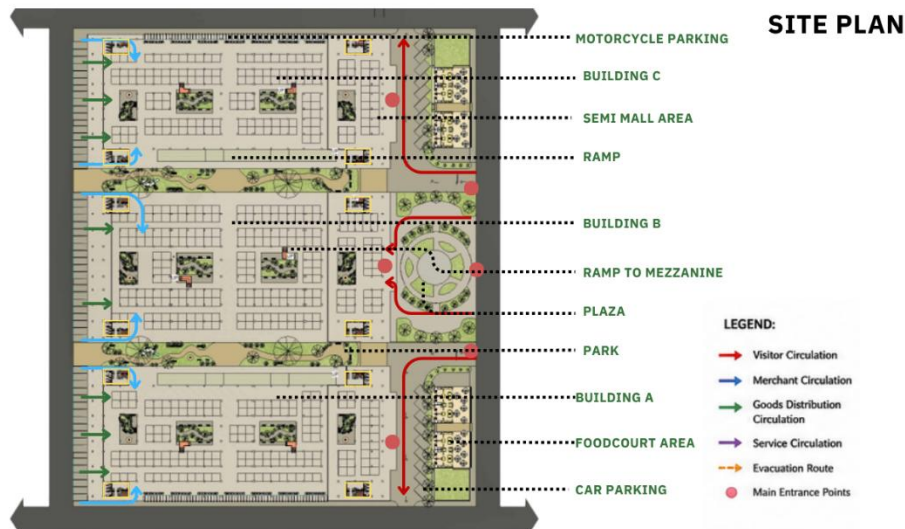 SITE PLAN
MOTORCYCLE PARKING
BUILDING C
SEMI MALL AREA
RAMP
BUILDING B
RAMP TO MEZZANINE
PLAZA
PARK
BUILDING A
FOODCOURT AREA
CAR PARKING
LEGEND:
Visitor Circulation
Merchant Circulation
Goods Distribution
Circulation
Service Circulation
Evacuation Route
Main Entrance Points